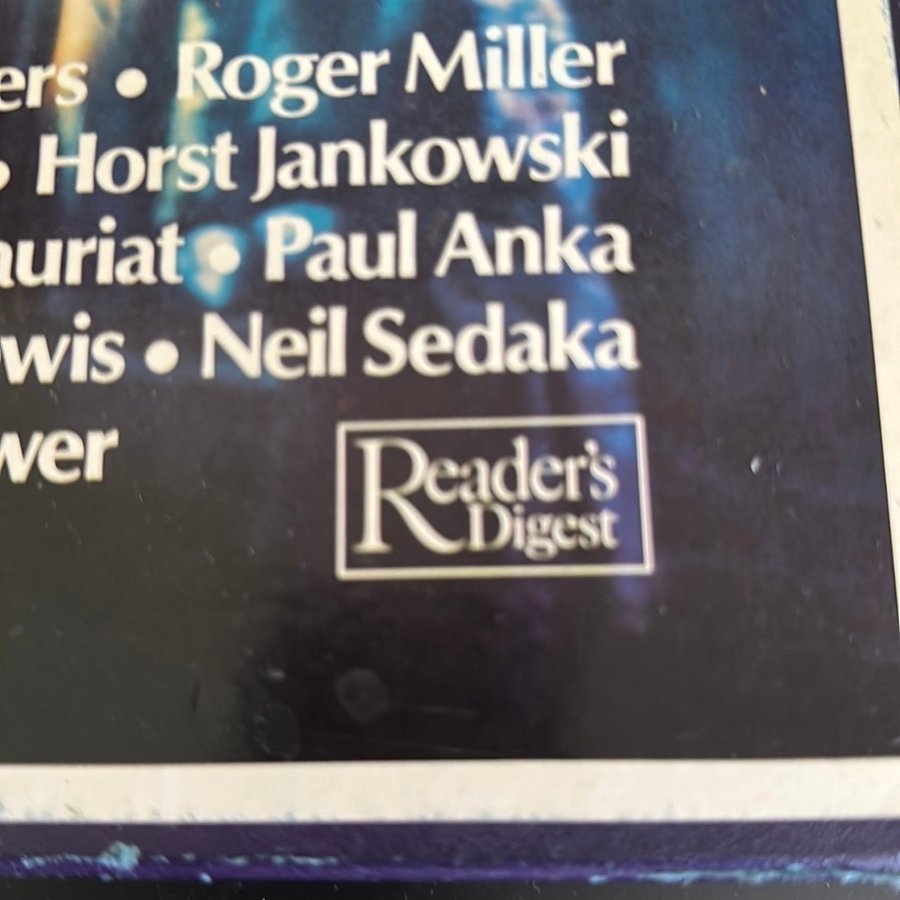 ers • Roger Miller
• Horst Jankowski
auriat • Paul Anka
wis • Neil Sedaka
wer
Reader's
Digest